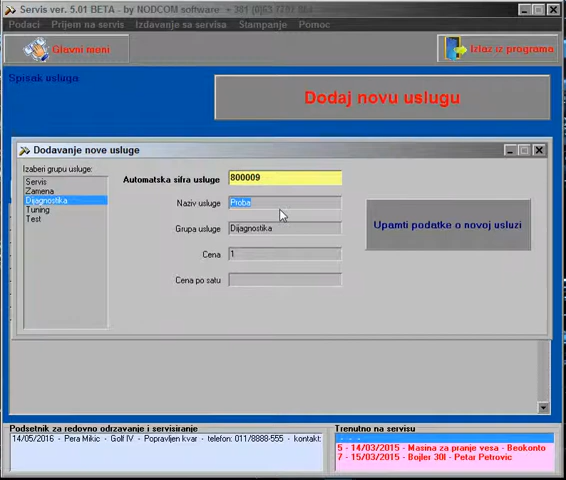 Servis ver. 5.01 BETA - by NODCOM software + 381 (0)63
Podaci Prijem na servis Izdavanje sa servisa Stampanje Pomoc
Glavni meni
Izlaz iz programa
Spisak usluga
Dodaj novu uslugu
Dodavanje nove usluge
Izaberi grupu usluge:
Servis
Zamena
Dijagnostika
Tuning
Test
Automatska sifra usluge 800009
Naziv usluge Proba
Grupa usluge Dijagnostika
Cena 1
Cena po satu
Upamti podatke o novoj usluzi
Podsetnik za redovno odrzavanje i servisiranje
14/05/2016 - Pera Mikic - Golf IV - Popravljen kvar - telefon: 011/8888-555 - kontakt:
Trenutno na servisu
- - -
5 - 14/03/2015 - Masina za pranje vesa - Beokonto
7 - 15/03/2015 - Bojler 30l - Petar Petrovic